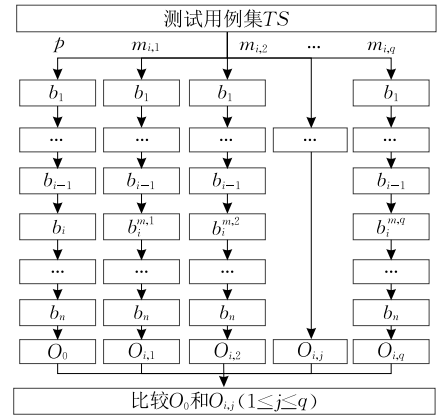 测试用例集TS
p m_{i,1} m_{i,2} ... m_{i,q}
b_1 b_1 b_1 b_1
... ... ... ... ...
b_{i-1} b_{i-1} b_{i-1} b_{i-1}
b_i b_i^{m,1} b_i^{m,2} b_i^{m,q}
... ... ... ...
b_n b_n b_n b_n
O_0 O_{i,1} O_{i,2} O_{i,j} O_{i,q}
比较O_0和O_{i,j}(1≤j≤q)